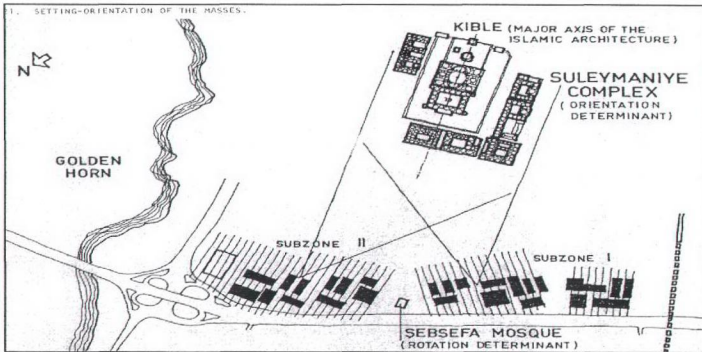 1. SETTING-ORIENTATION OF THE MASSES.
KIBLE (MAJOR AXIS OF THE
ISLAMIC ARCHITECTURE)
N
SULEYMANIYE
COMPLEX
(ORIENTATION
DETERMINANT)
GOLDEN
HORN
SUBZONE II
SUBZONE I
SEBSEFA MOSQUE
(ROTATION DETERMINANT)